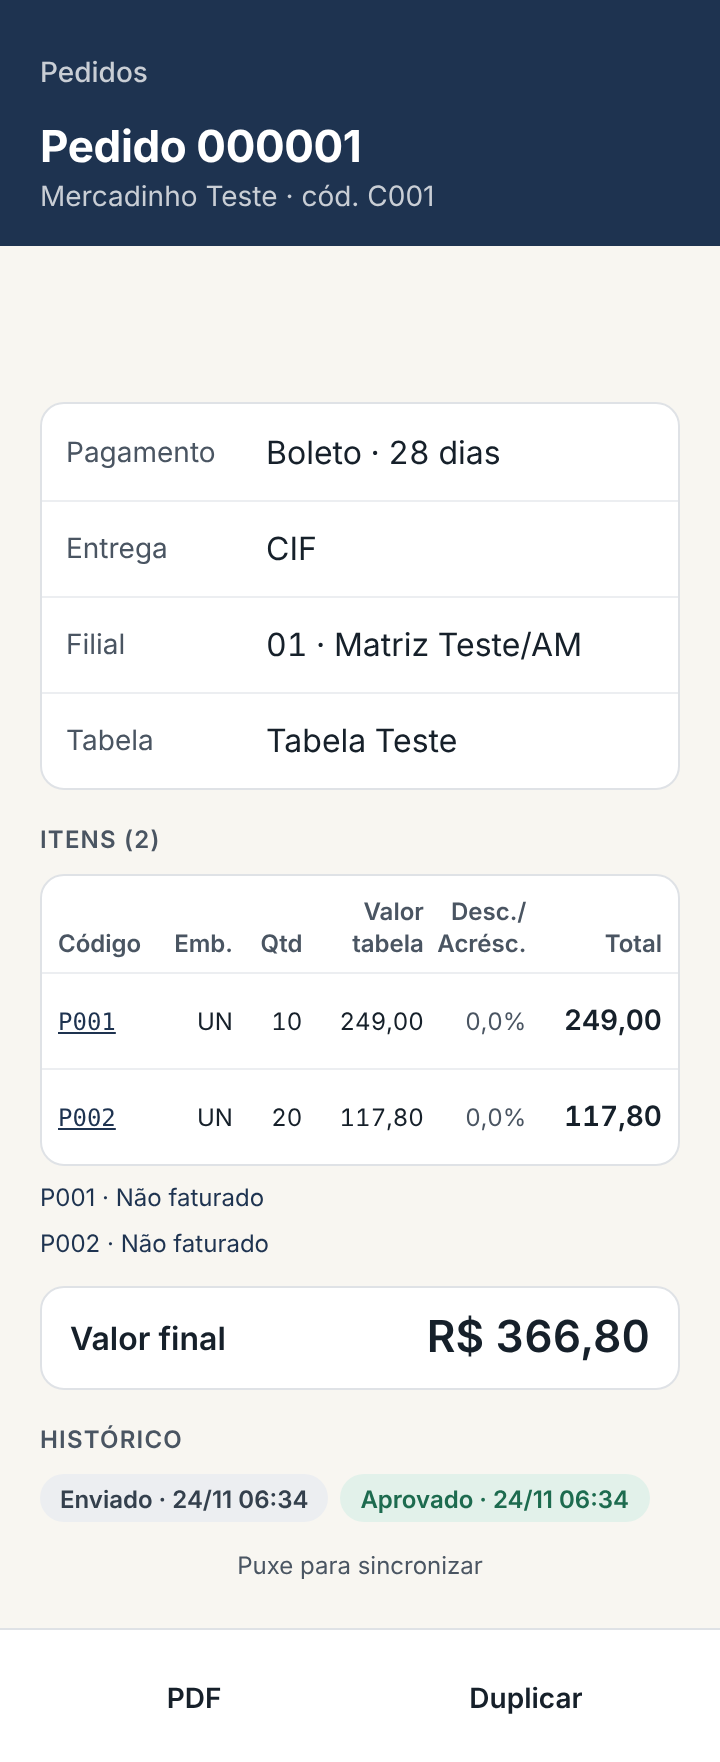 Pedidos
Pedido 000001
Mercadinho Teste · cód. C001
Pagamento Boleto · 28 dias
Entrega CIF
Filial 01 · Matriz Teste/AM
Tabela Tabela Teste
ITENS (2)
Código Emb. Qtd Valor tabela Desc./Acrésc. Total
P001 UN 10 249,00 0,0% 249,00
P002 UN 20 117,80 0,0% 117,80
P001 · Não faturado
P002 · Não faturado
Valor final R$ 366,80
HISTÓRICO
Enviado · 24/11 06:34 Aprovado · 24/11 06:34
Puxe para sincronizar
PDF Duplicar